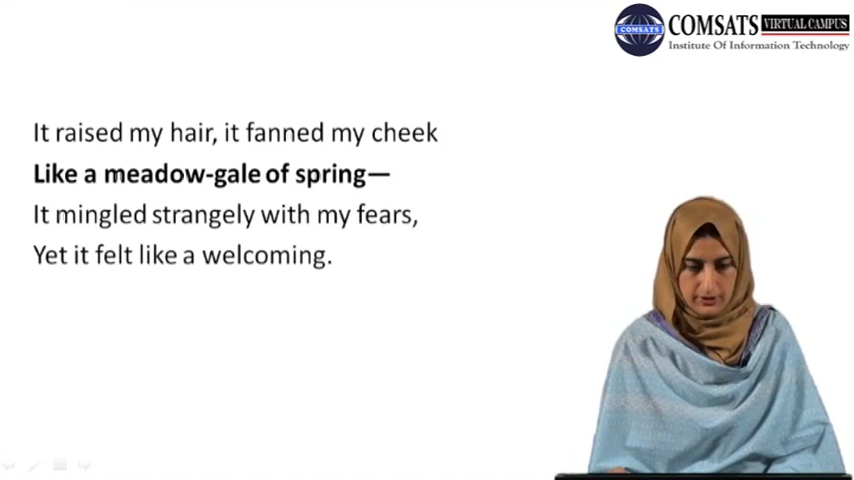 COMSATS VIRTUAL CAMPUS
COMSATS
Institute Of Information Technology
It raised my hair, it fanned my cheek
Like a meadow-gale of spring—
It mingled strangely with my fears,
Yet it felt like a welcoming.